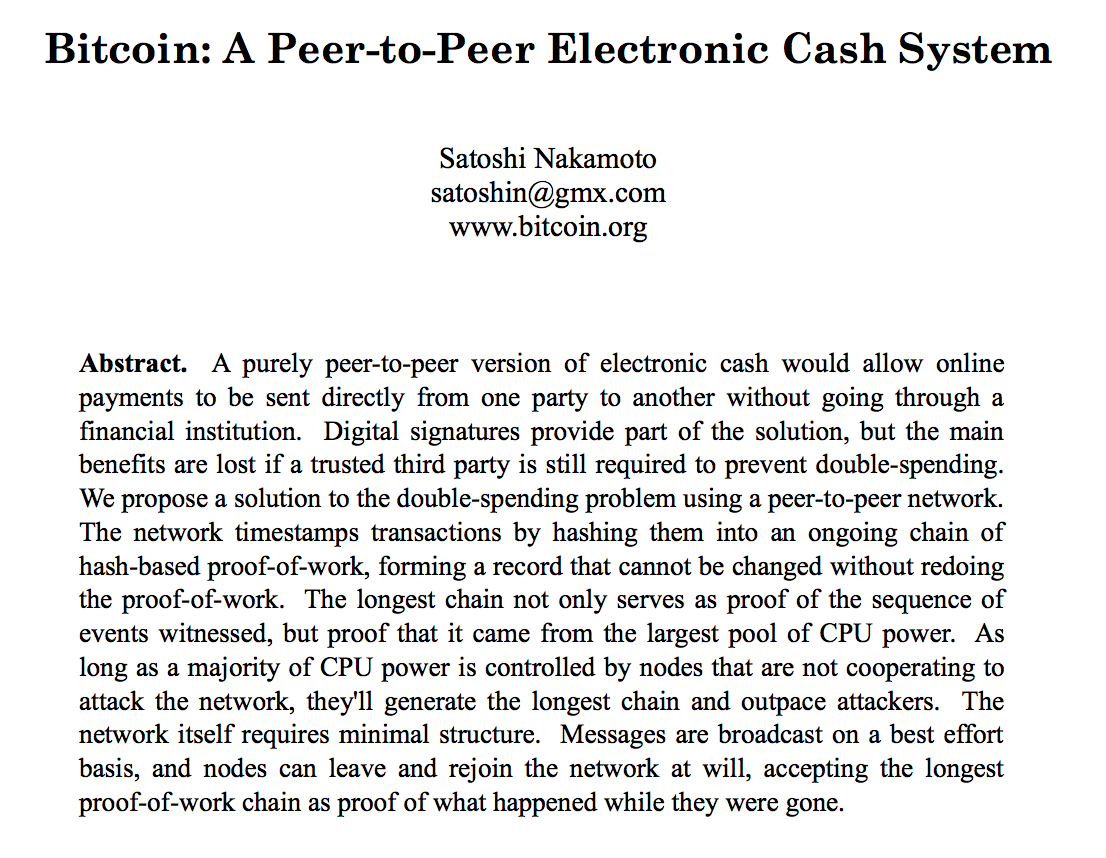 Bitcoin: A Peer-to-Peer Electronic Cash System
Satoshi Nakamoto
satoshin@gmx.com
www.bitcoin.org
Abstract. A purely peer-to-peer version of electronic cash would allow online
payments to be sent directly from one party to another without going through a
financial institution. Digital signatures provide part of the solution, but the main
benefits are lost if a trusted third party is still required to prevent double-spending.
We propose a solution to the double-spending problem using a peer-to-peer network.
The network timestamps transactions by hashing them into an ongoing chain of
hash-based proof-of-work, forming a record that cannot be changed without redoing
the proof-of-work. The longest chain not only serves as proof of the sequence of
events witnessed, but proof that it came from the largest pool of CPU power. As
long as a majority of CPU power is controlled by nodes that are not cooperating to
attack the network, they'll generate the longest chain and outpace attackers. The
network itself requires minimal structure. Messages are broadcast on a best effort
basis, and nodes can leave and rejoin the network at will, accepting the longest
proof-of-work chain as proof of what happened while they were gone.